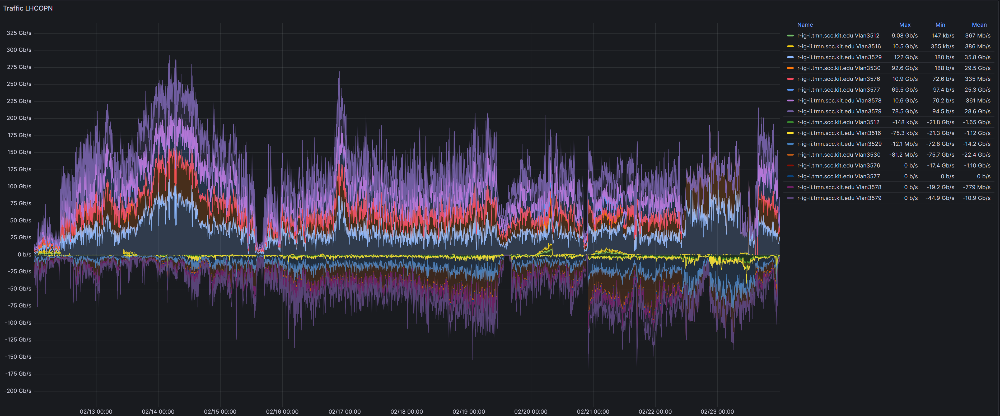 Traffic LHCOPN
325 Gb/s
300 Gb/s
275 Gb/s
250 Gb/s
225 Gb/s
200 Gb/s
175 Gb/s
150 Gb/s
125 Gb/s
100 Gb/s
75 Gb/s
50 Gb/s
25 Gb/s
0 b/s
-25 Gb/s
-50 Gb/s
-75 Gb/s
-100 Gb/s
-125 Gb/s
-150 Gb/s
-175 Gb/s
-200 Gb/s
02/13 00:00 02/14 00:00 02/15 00:00 02/16 00:00 02/17 00:00 02/18 00:00 02/19 00:00 02/20 00:00 02/21 00:00 02/22 00:00 02/23 00:00
Name Max Min Mean
r-ig-i.tmn.scc.kit.edu Vlan3512 9.08 Gb/s 147 kb/s 367 Mb/s
r-ig-ii.tmn.scc.kit.edu Vlan3516 10.5 Gb/s 355 kb/s 386 Mb/s
r-ig-ii.tmn.scc.kit.edu Vlan3529 122 Gb/s 180 b/s 35.8 Gb/s
r-ig-i.tmn.scc.kit.edu Vlan3530 92.6 Gb/s 188 b/s 29.5 Gb/s
r-ig-i.tmn.scc.kit.edu Vlan3576 10.9 Gb/s 72.6 b/s 335 Mb/s
r-ig-i.tmn.scc.kit.edu Vlan3577 69.5 Gb/s 97.4 b/s 25.3 Gb/s
r-ig-ii.tmn.scc.kit.edu Vlan3578 10.6 Gb/s 70.2 b/s 361 Mb/s
r-ig-ii.tmn.scc.kit.edu Vlan3579 78.5 Gb/s 94.5 b/s 28.6 Gb/s
r-ig-i.tmn.scc.kit.edu Vlan3512 -148 kb/s -21.8 Gb/s -1.65 Gb/s
r-ig-ii.tmn.scc.kit.edu Vlan3516 -75.3 kb/s -21.3 Gb/s -1.12 Gb/s
r-ig-ii.tmn.scc.kit.edu Vlan3529 -12.1 Mb/s -72.8 Gb/s -14.2 Gb/s
r-ig-i.tmn.scc.kit.edu Vlan3530 -81.2 Mb/s -75.7 Gb/s -22.4 Gb/s
r-ig-i.tmn.scc.kit.edu Vlan3576 0 b/s -17.4 Gb/s -1.10 Gb/s
r-ig-i.tmn.scc.kit.edu Vlan3577 0 b/s 0 b/s 0 b/s
r-ig-ii.tmn.scc.kit.edu Vlan3578 0 b/s -19.2 Gb/s -779 Mb/s
r-ig-ii.tmn.scc.kit.edu Vlan3579 0 b/s -44.9 Gb/s -10.9 Gb/s